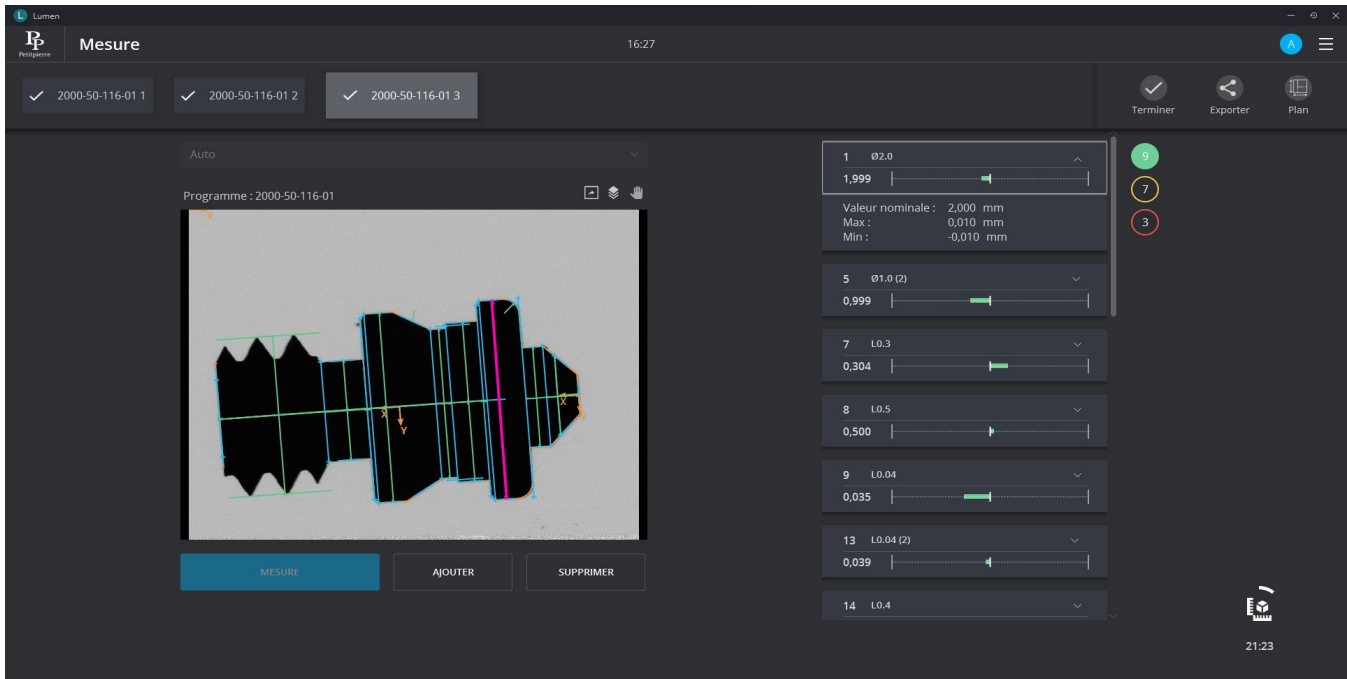 L Lumen
PP
Petitpierre
Mesure
16:27
A
2000-50-116-01 1
2000-50-116-01 2
2000-50-116-01 3
Terminer
Exporter
Plan
Auto
Programme : 2000-50-116-01
X
X
Y
X
Y
MESURE
AJOUTER
SUPPRIMER
1 Ø2.0
1,999
Valeur nominale : 2,000 mm
Max : 0,010 mm
Min : -0,010 mm
5 Ø1.0 (2)
0,999
7 L0.3
0,304
8 L0.5
0,500
9 L0.04
0,035
13 L0.04 (2)
0,039
14 L0.4
9
7
3
21:23